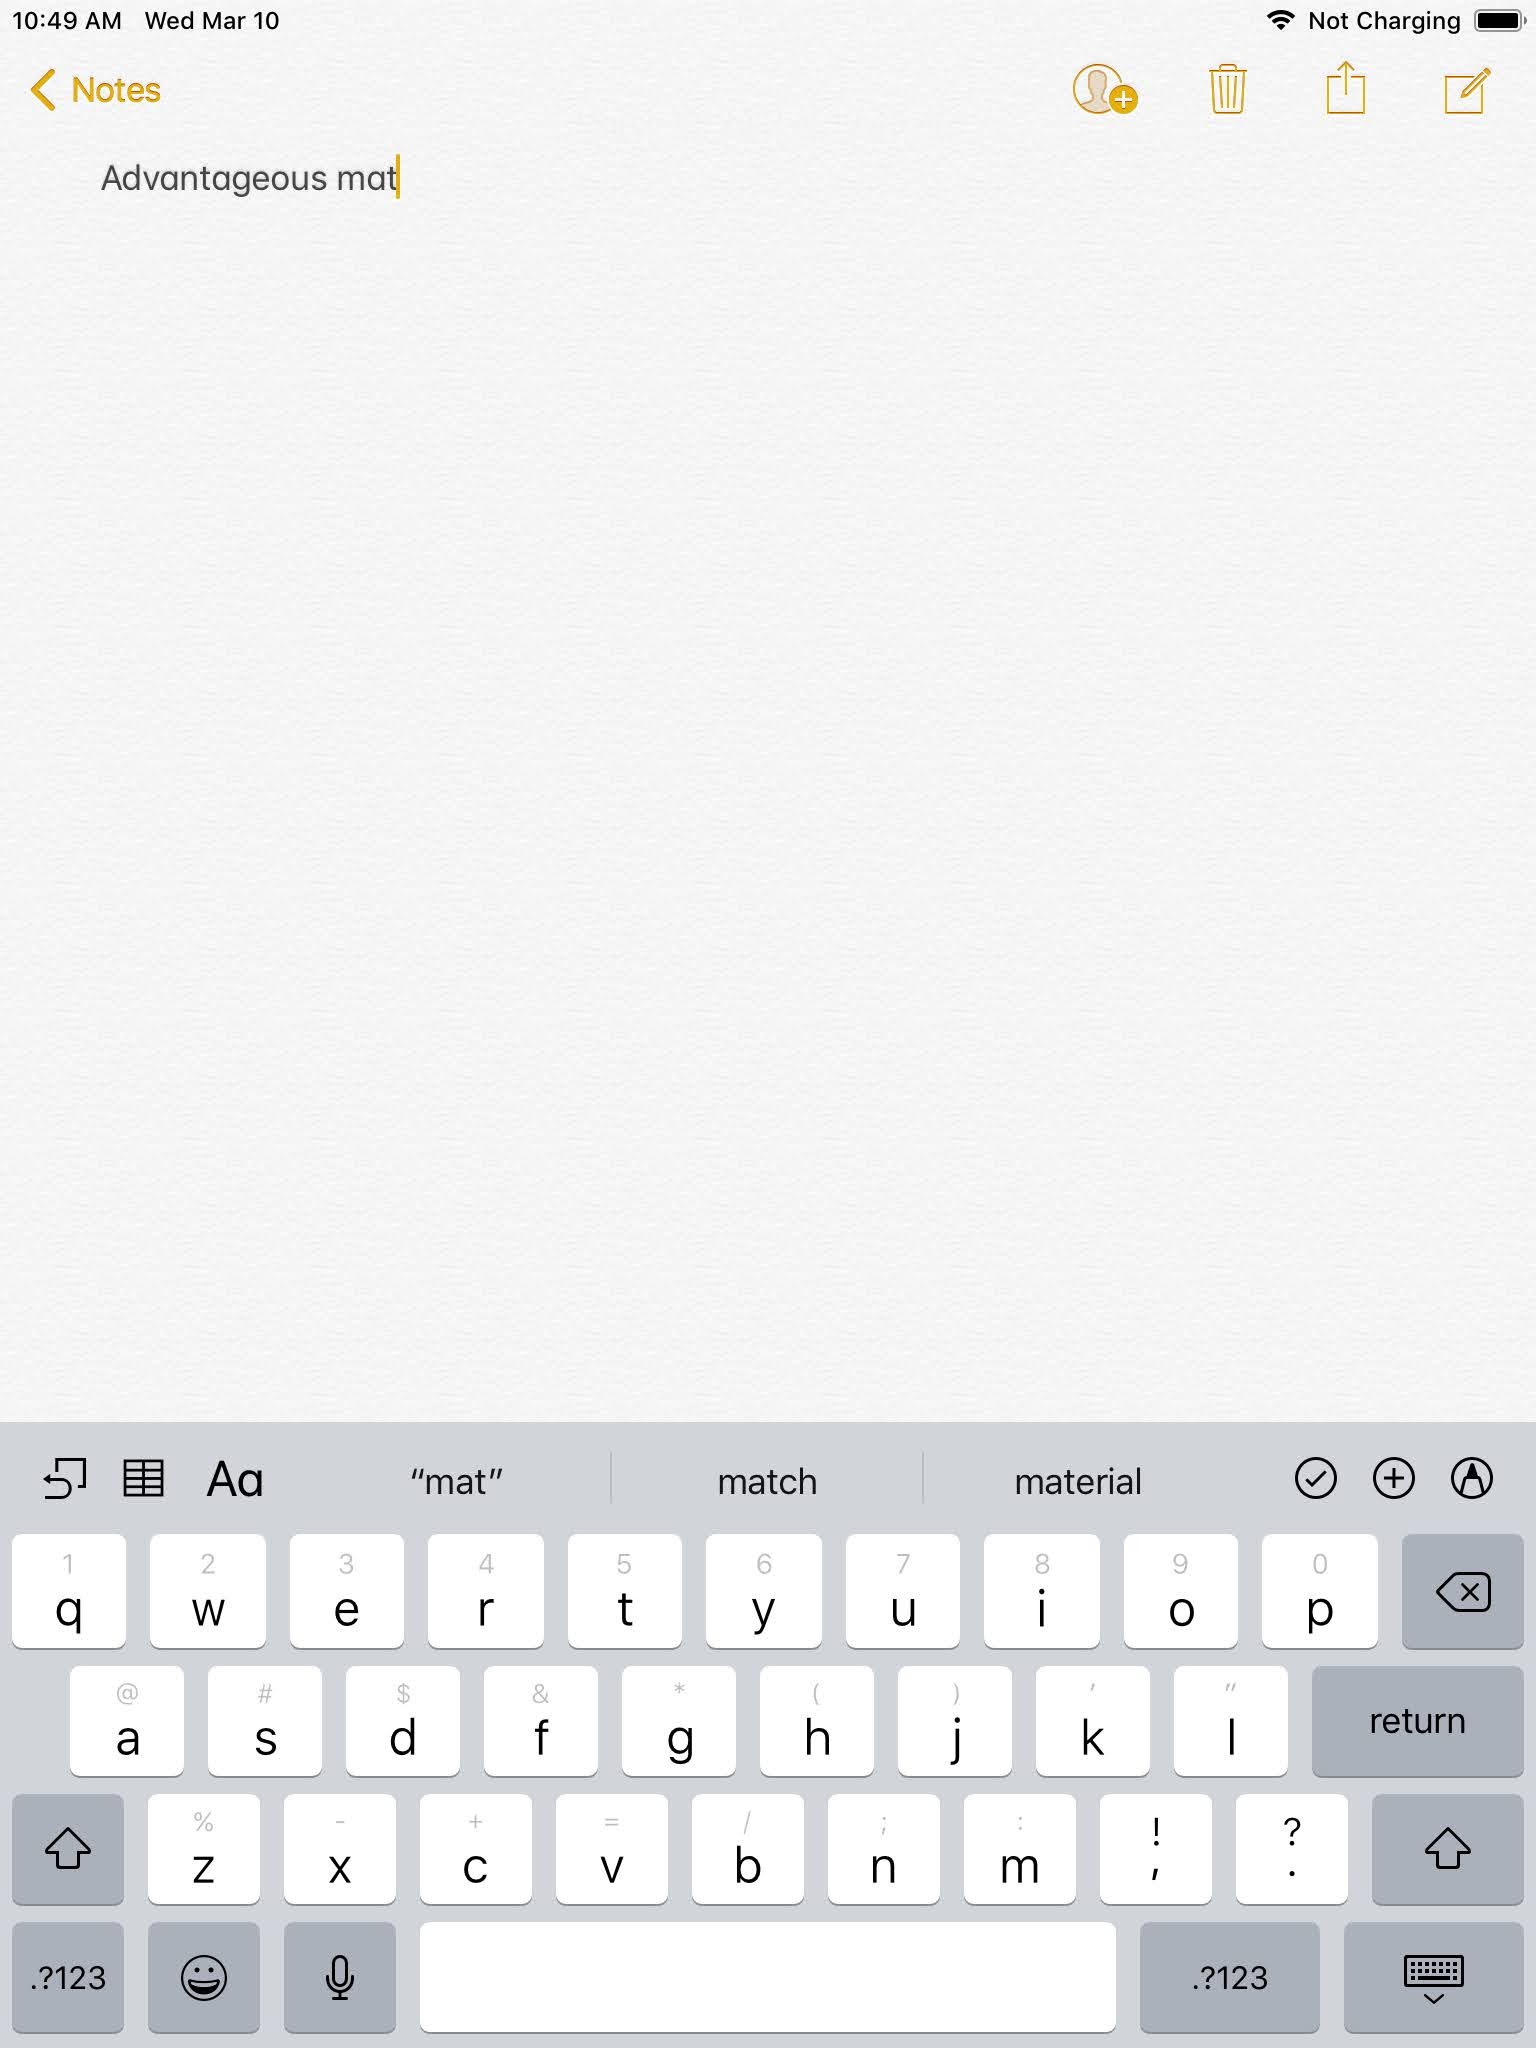 10:49 AM Wed Mar 10 Not Charging
Notes
Advantageous mat
Aa “mat” match material
1 2 3 4 5 6 7 8 9 0
q w e r t y u i o p
@ # $ & * ( ) ' "
a s d f g h j k l return
% - + = / ; : ! ?
z x c v b n m , .
.?123 .?123